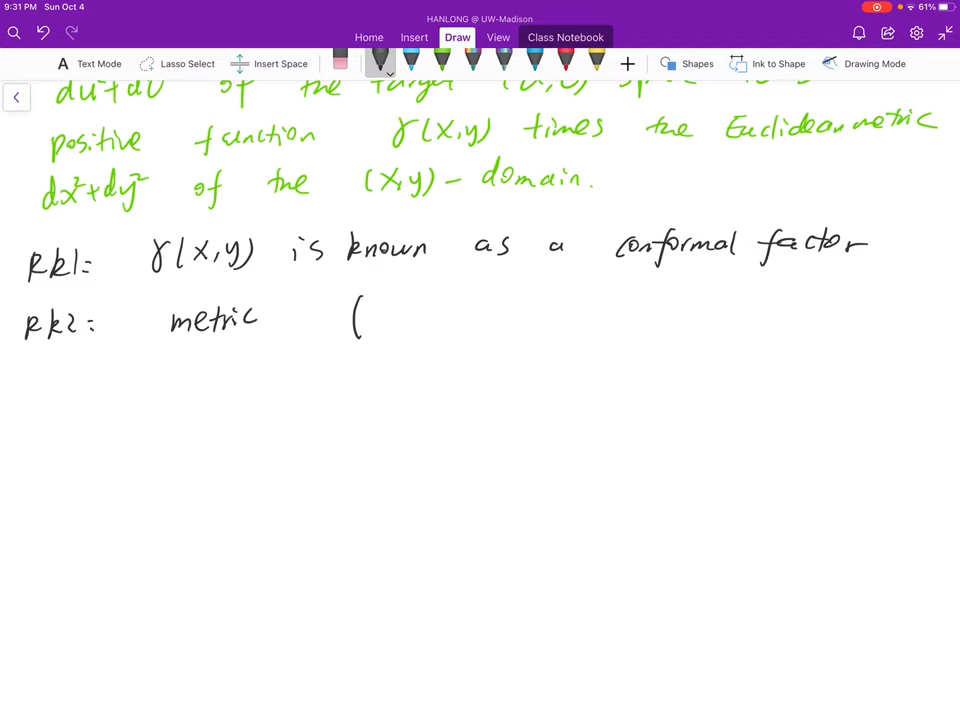 9:31 PM Sun Oct 4
61%
HANLONG @ UW-Madison
Home Insert Draw View Class Notebook
Text Mode Lasso Select Insert Space Shapes Ink to Shape Drawing Mode
of the target
positive function γ(x,y) times the Euclidean metric
dx²+dy² of the (x,y) - domain.
Rk1: γ(x,y) is known as a conformal factor
Rk2: metric (